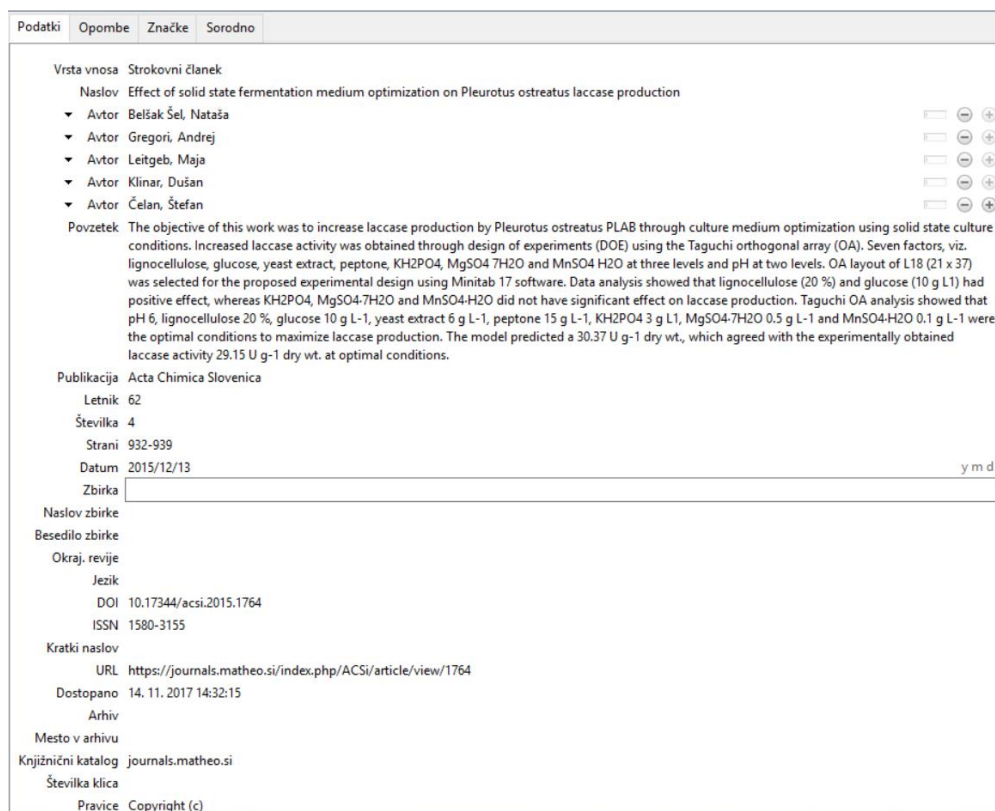 Podatki Opombe Značke Sorodno
Vrsta vnosa Strokovni članek
Naslov Effect of solid state fermentation medium optimization on Pleurotus ostreatus laccase production
Avtor Belšak Šel, Nataša
Avtor Gregori, Andrej
Avtor Leitgeb, Maja
Avtor Klinar, Dušan
Avtor Čelan, Štefan
Povzetek The objective of this work was to increase laccase production by Pleurotus ostreatus PLAB through culture medium optimization using solid state culture
conditions. Increased laccase activity was obtained through design of experiments (DOE) using the Taguchi orthogonal array (OA). Seven factors, viz.
lignocellulose, glucose, yeast extract, peptone, KH2PO4, MgSO4 7H2O and MnSO4 H2O at three levels and pH at two levels. OA layout of L18 (21 x 37)
was selected for the proposed experimental design using Minitab 17 software. Data analysis showed that lignocellulose (20 %) and glucose (10 g L1) had
positive effect, whereas KH2PO4, MgSO4·7H2O and MnSO4·H2O did not have significant effect on laccase production. Taguchi OA analysis showed that
pH 6, lignocellulose 20 %, glucose 10 g L-1, yeast extract 6 g L-1, peptone 15 g L-1, KH2PO4 3 g L1, MgSO4·7H2O 0.5 g L-1 and MnSO4·H2O 0.1 g L-1 were
the optimal conditions to maximize laccase production. The model predicted a 30.37 U g-1 dry wt., which agreed with the experimentally obtained
laccase activity 29.15 U g-1 dry wt. at optimal conditions.
Publikacija Acta Chimica Slovenica
Letnik 62
Številka 4
Strani 932-939
Datum 2015/12/13 y m d
Zbirka
Naslov zbirke
Besedilo zbirke
Okraj. revije
Jezik
DOI 10.17344/acsi.2015.1764
ISSN 1580-3155
Kratki naslov
URL https://journals.matheo.si/index.php/ACSi/article/view/1764
Dostopano 14. 11. 2017 14:32:15
Arhiv
Mesto v arhivu
Knjižnični katalog journals.matheo.si
Številka klica
Pravice Copyright (c)